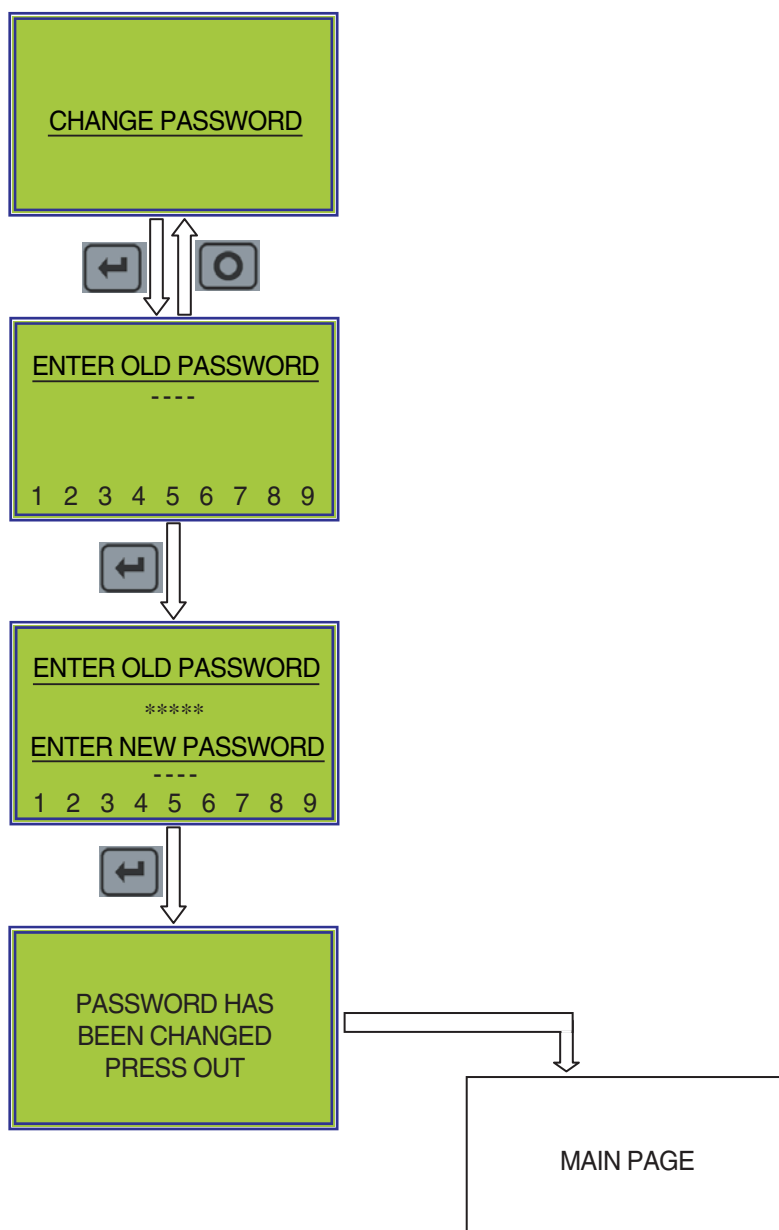 CHANGE PASSWORD
ENTER OLD PASSWORD
----
1 2 3 4 5 6 7 8 9
ENTER OLD PASSWORD
*****
ENTER NEW PASSWORD
----
1 2 3 4 5 6 7 8 9
PASSWORD HAS
BEEN CHANGED
PRESS OUT
MAIN PAGE